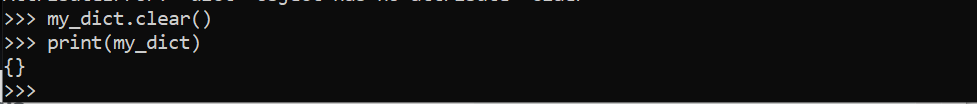 >>> my_dict.clear()
>>> print(my_dict)
{}
>>>